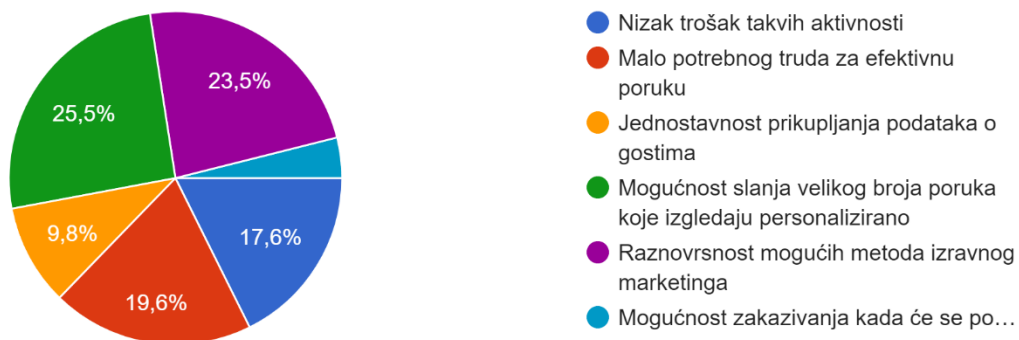 23,5%
25,5%
9,8%
17,6%
19,6%
Nizak trošak takvih aktivnosti
Malo potrebnog truda za efektivnu
poruku
Jednostavnost prikupljanja podataka o
gostima
Mogućnost slanja velikog broja poruka
koje izgledaju personalizirano
Raznovrsnost mogućih metoda izravnog
marketinga
Mogućnost zakazivanja kada će se po…